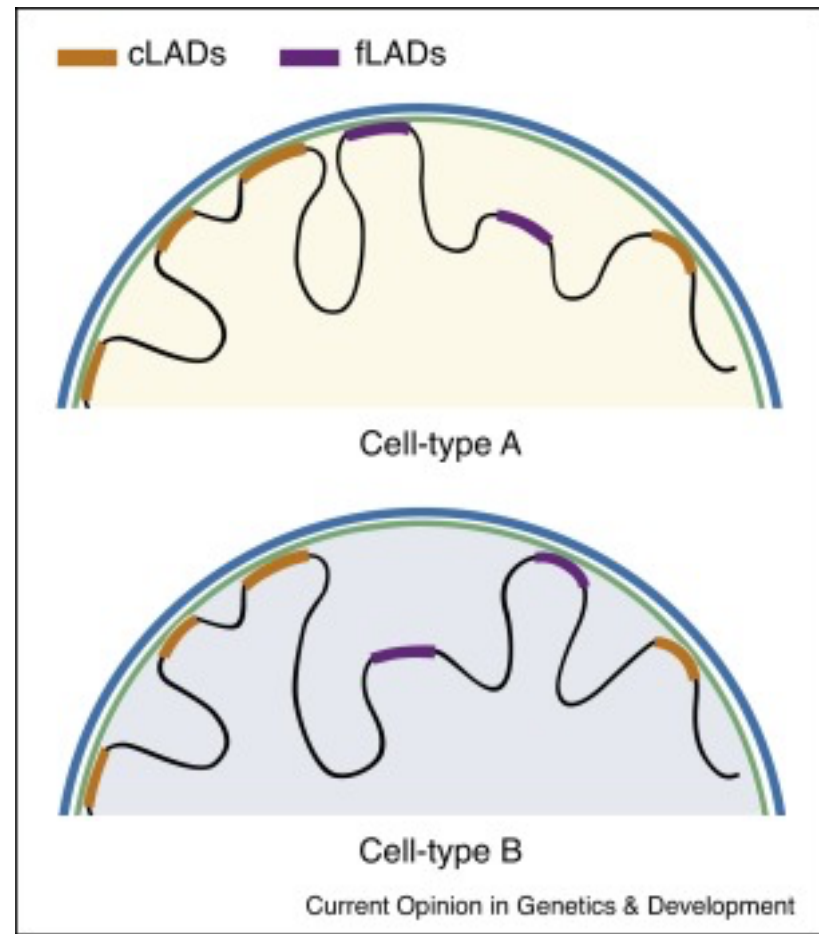 cLADs fLADs
Cell-type A
Cell-type B
Current Opinion in Genetics & Development